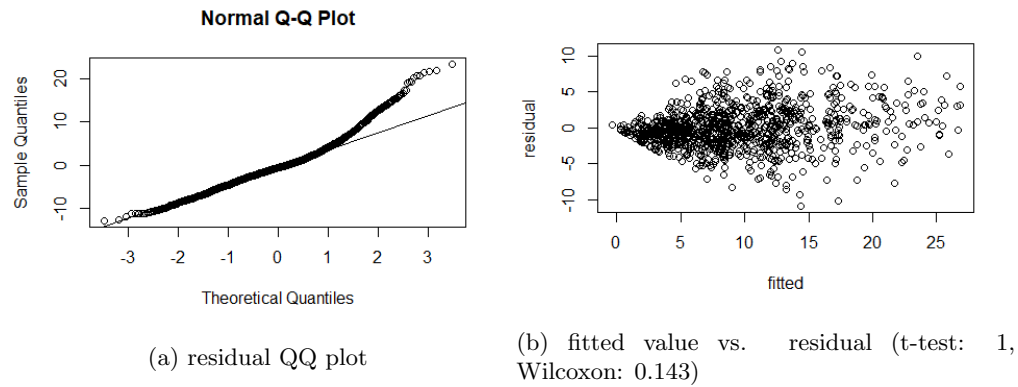 Normal Q-Q Plot
Sample Quantiles
20
10
0
-10
-3 -2 -1 0 1 2 3
Theoretical Quantiles
(a) residual QQ plot
residual
10
5
0
-5
-10
0 5 10 15 20 25
fitted
(b) fitted value vs. residual (t-test: 1,
Wilcoxon: 0.143)